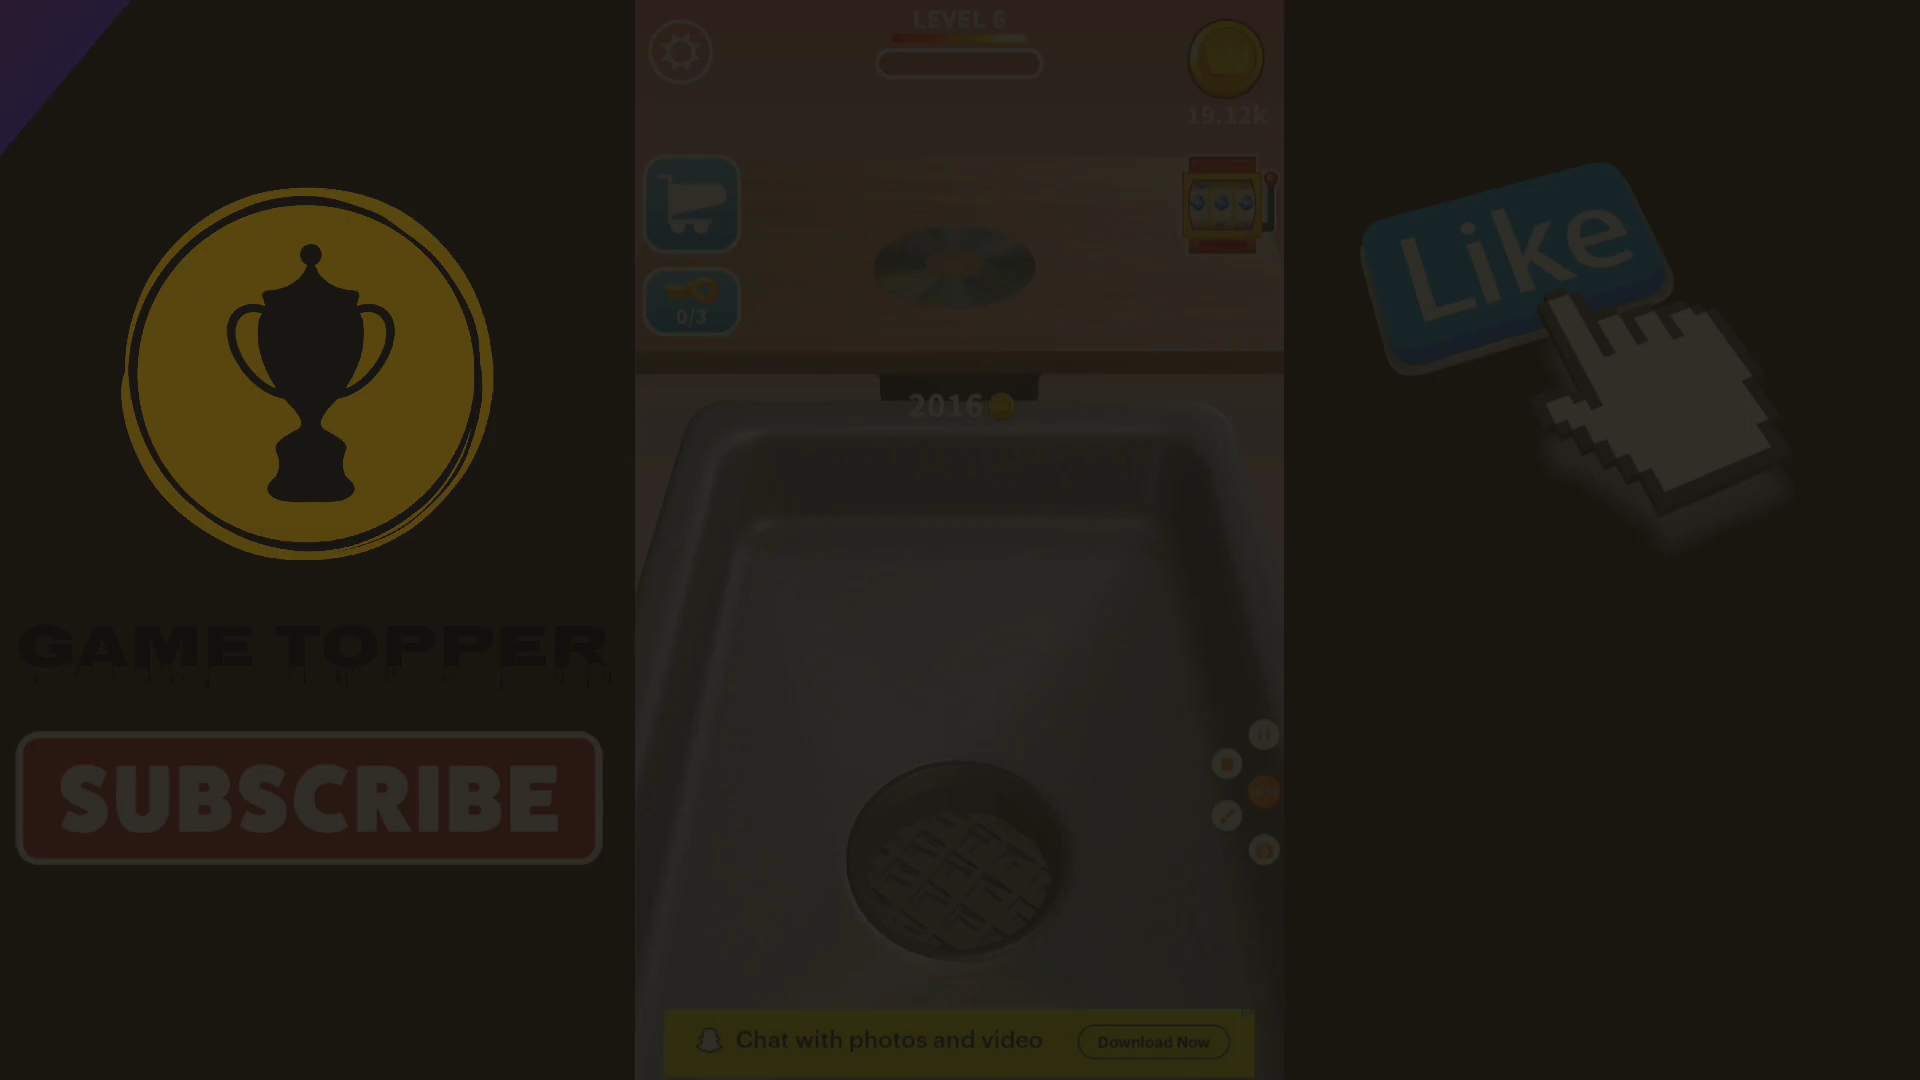 LEVEL 6
19.12k
0/3
2016
Like
GAME TOPPER
SUBSCRIBE
Chat with photos and video
Download Now